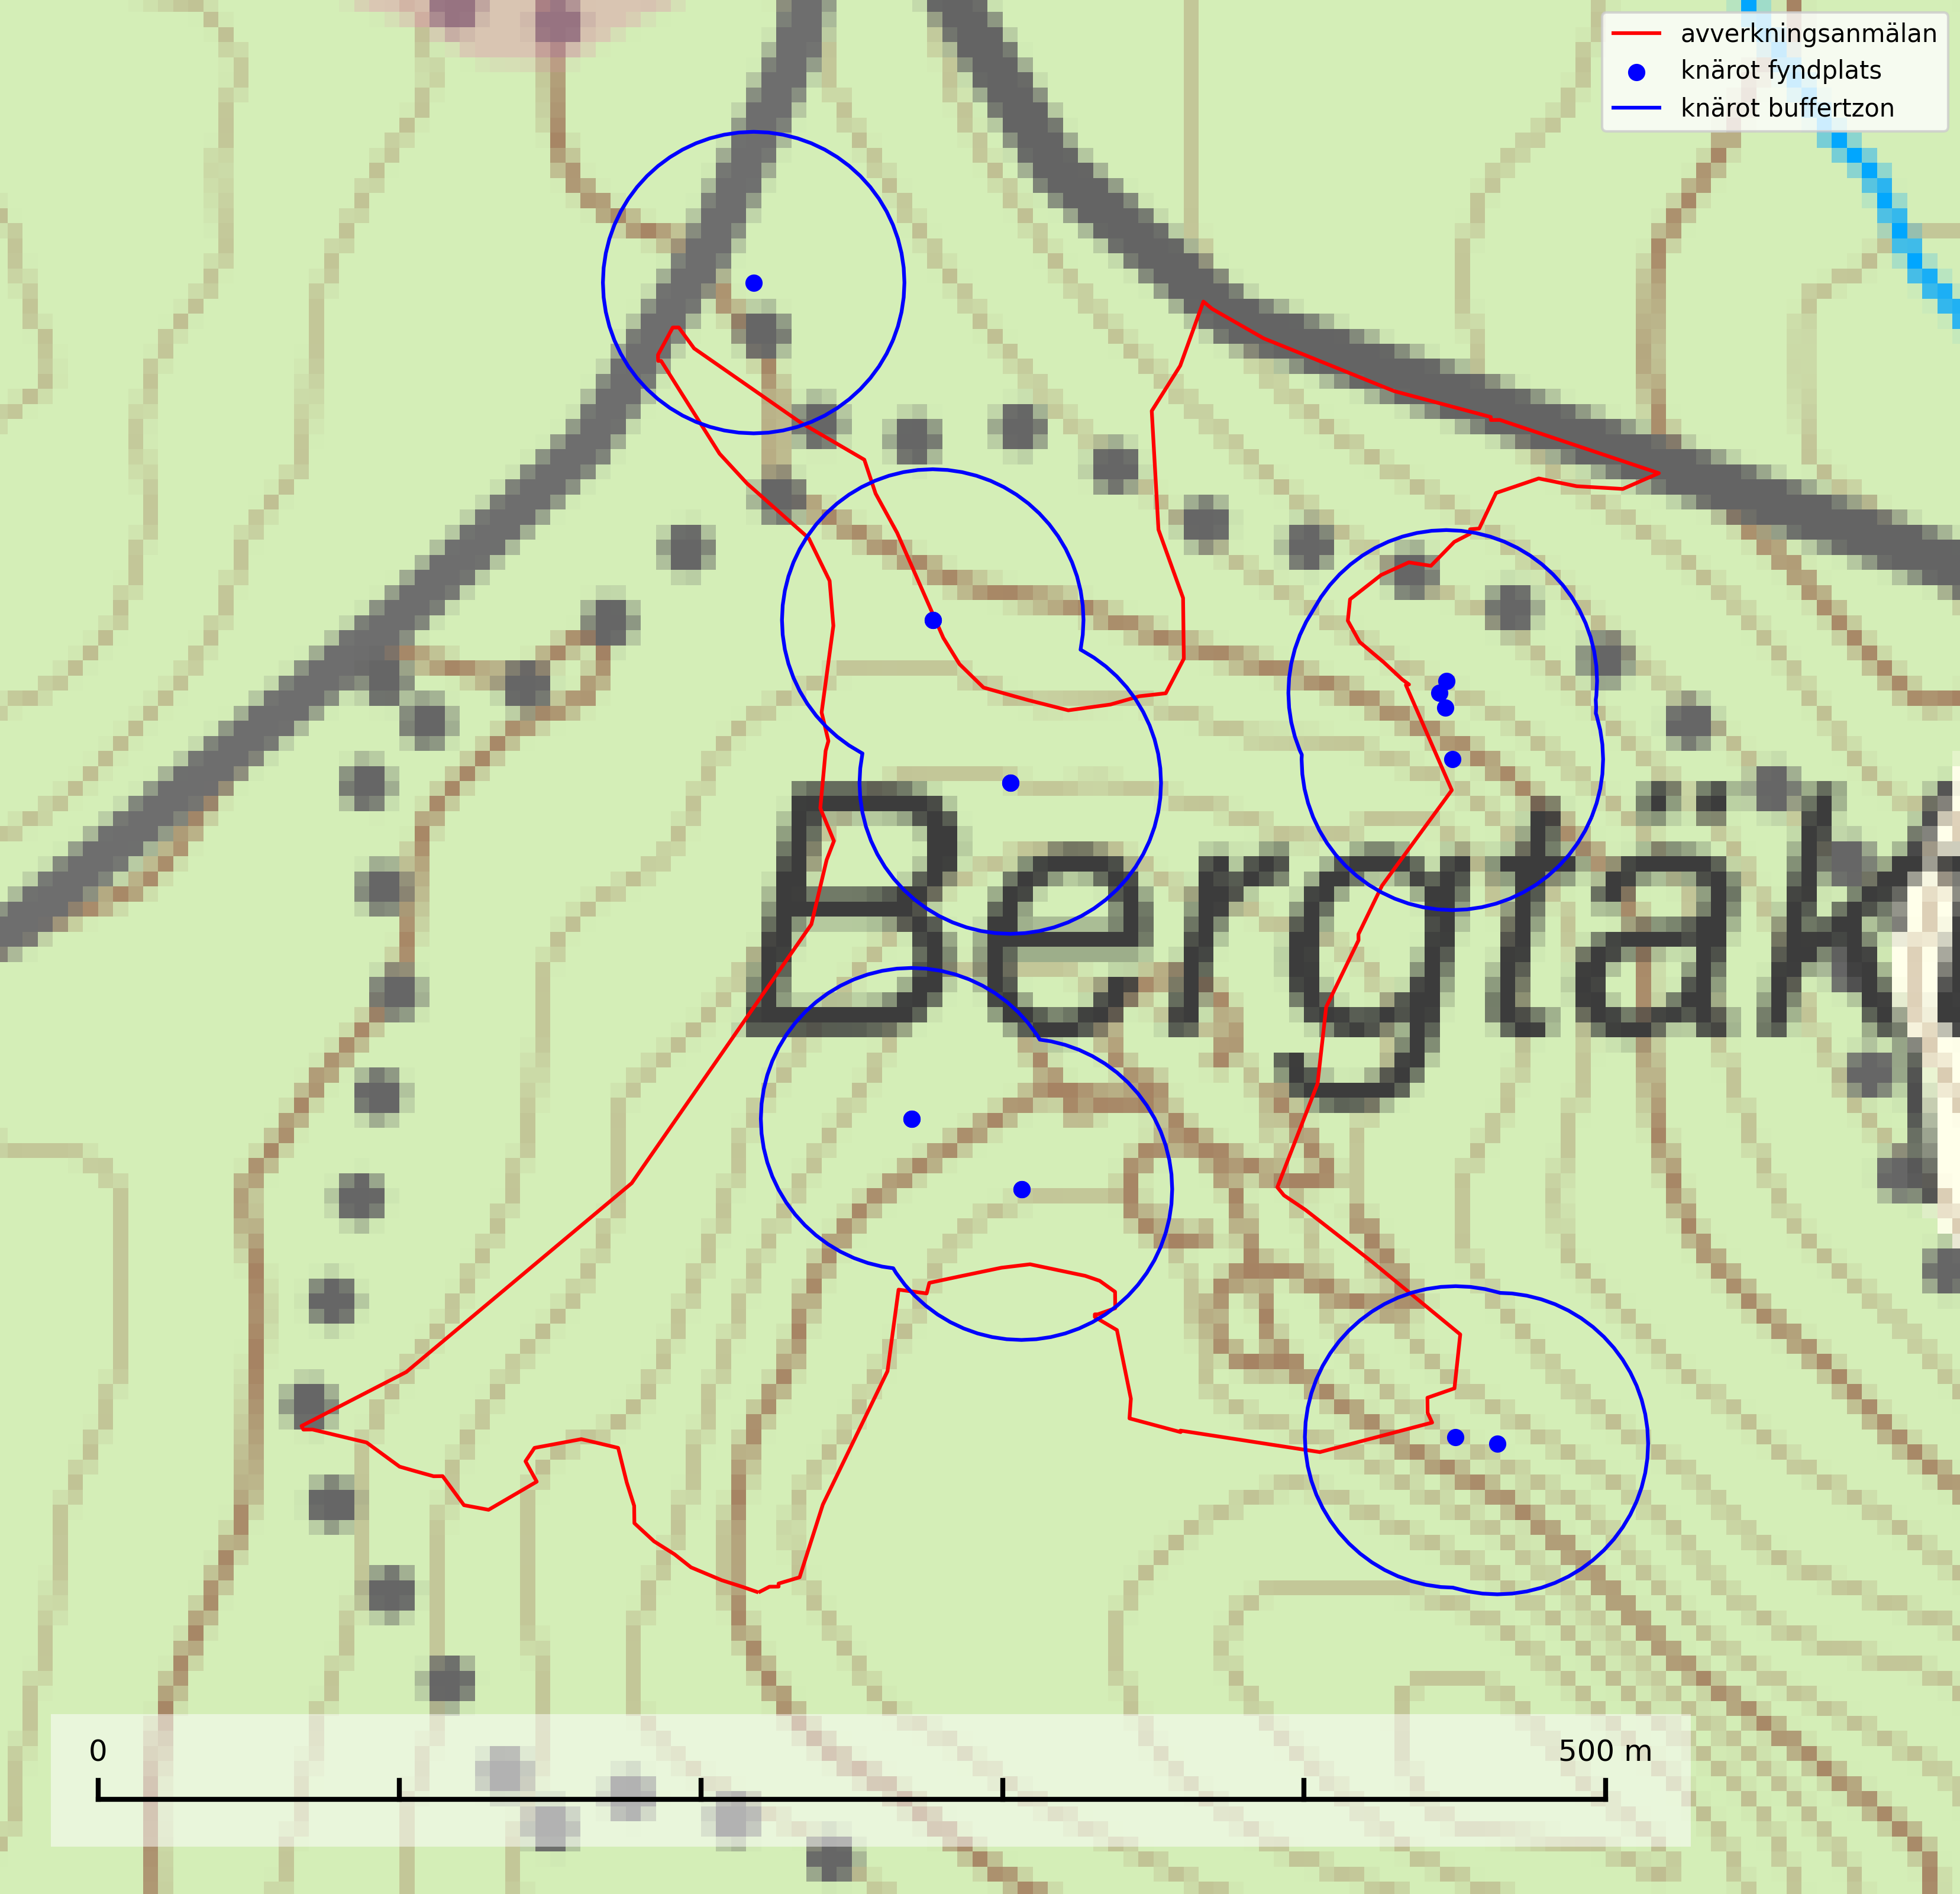 avverkningsanmälan
knärot fyndplats
knärot buffertzon
Bergtäk
0 500 m